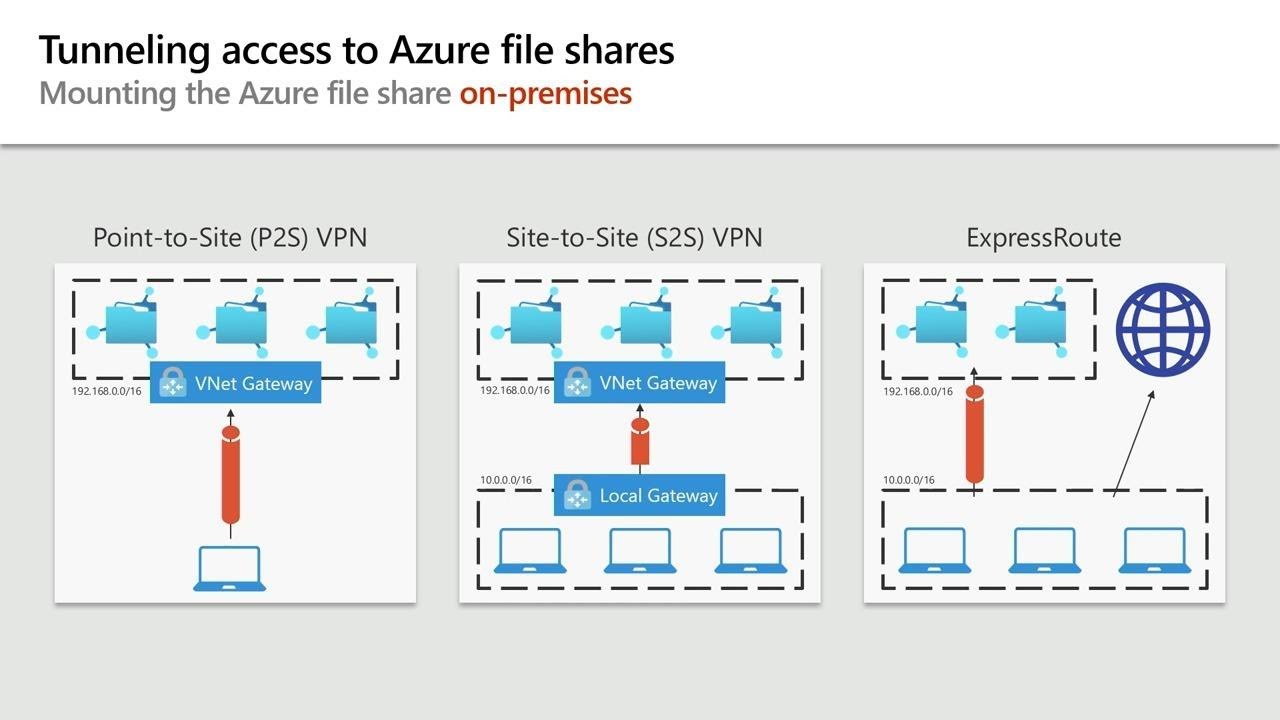 Tunneling access to Azure file shares
Mounting the Azure file share on-premises
Point-to-Site (P2S) VPN
VNet Gateway
192.168.0.0/16
Site-to-Site (S2S) VPN
VNet Gateway
192.168.0.0/16
10.0.0.0/16
Local Gateway
ExpressRoute
192.168.0.0/16
10.0.0.0/16